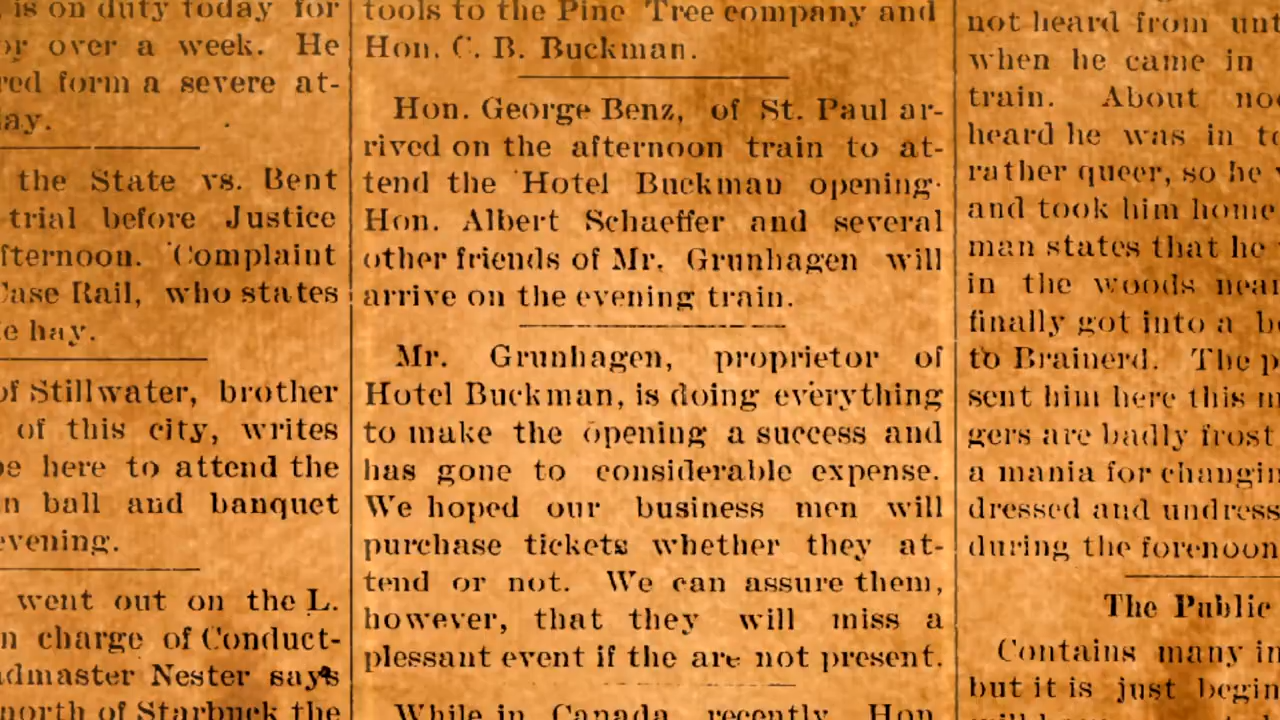 is on duty today for
or over a week. He
red form a severe at-
lay.
the State vs. Bent
trial before Justice
fternoon. Complaint
Case Rail, who states
e hay.
of Stillwater, brother
of this city, writes
be here to attend the
n ball and banquet
evening.
went out on the L.
n charge of Conduct-
admaster Nester says
north of Starbuck the
tools to the Pine Tree company and
Hon. C. B. Buckman.
Hon. George Benz, of St. Paul ar-
rived on the afternoon train to at-
tend the Hotel Buckman opening.
Hon. Albert Schaeffer and several
other friends of Mr. Grunhagen will
arrive on the evening train.
Mr. Grunhagen, proprietor of
Hotel Buckman, is doing everything
to make the opening a success and
has gone to considerable expense.
We hoped our business men will
purchase tickets whether they at-
tend or not. We can assure them,
however, that they will miss a
plessant event if the are not present.
While in Canada recently Hon.
not heard from unt
when he came in
train. About noo
heard he was in to
rather queer, so he
and took him home
man states that he
in the woods near
finally got into a b
to Brainerd. The p
sent him here this m
gers are badly frost
a mania for changin
dressed and undress
during the forenoon
The Public
Contains many in
but it is just begin